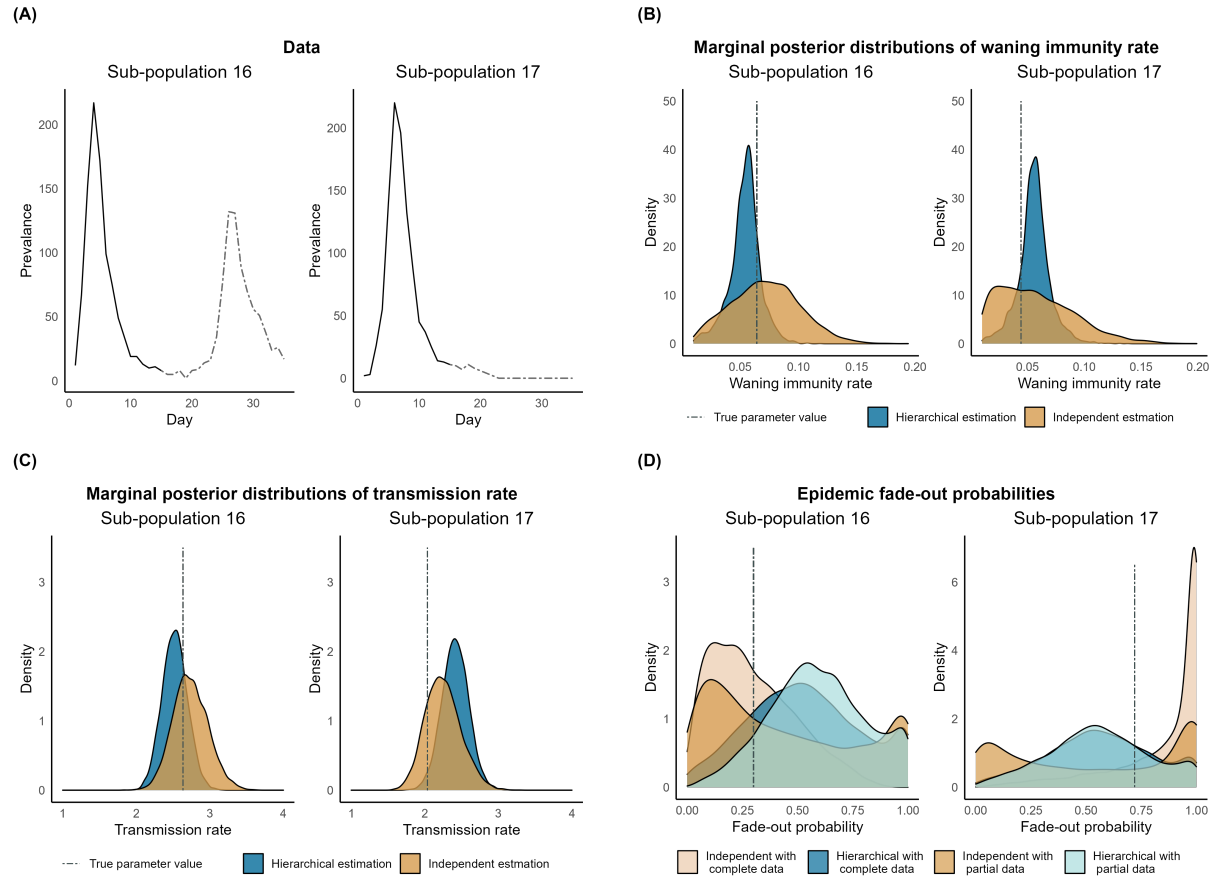 (A)
Data
Sub-population 16
Sub-population 17
Prevalance
200
150
100
50
0
0 10 20 30
Day
Prevalance
200
150
100
50
0
0 10 20 30
Day
(B)
Marginal posterior distributions of waning immunity rate
Sub-population 16
Sub-population 17
Density
50
40
30
20
10
0
0.05 0.10 0.15 0.20
Waning immunity rate
Density
50
40
30
20
10
0
0.05 0.10 0.15 0.20
Waning immunity rate
True parameter value
Hierarchical estimation
Independent estmation
(C)
Marginal posterior distributions of transmission rate
Sub-population 16
Sub-population 17
Density
3
2
1
0
1 2 3 4
Transmission rate
Density
3
2
1
0
1 2 3 4
Transmission rate
True parameter value
Hierarchical estimation
Independent estmation
(D)
Epidemic fade-out probabilities
Sub-population 16
Sub-population 17
Density
3
2
1
0
0.00 0.25 0.50 0.75 1.00
Fade-out probability
Density
6
4
2
0
0.00 0.25 0.50 0.75 1.00
Fade-out probability
Independent with
complete data
Hierarchical with
complete data
Independent with
partial data
Hierarchical with
partial data